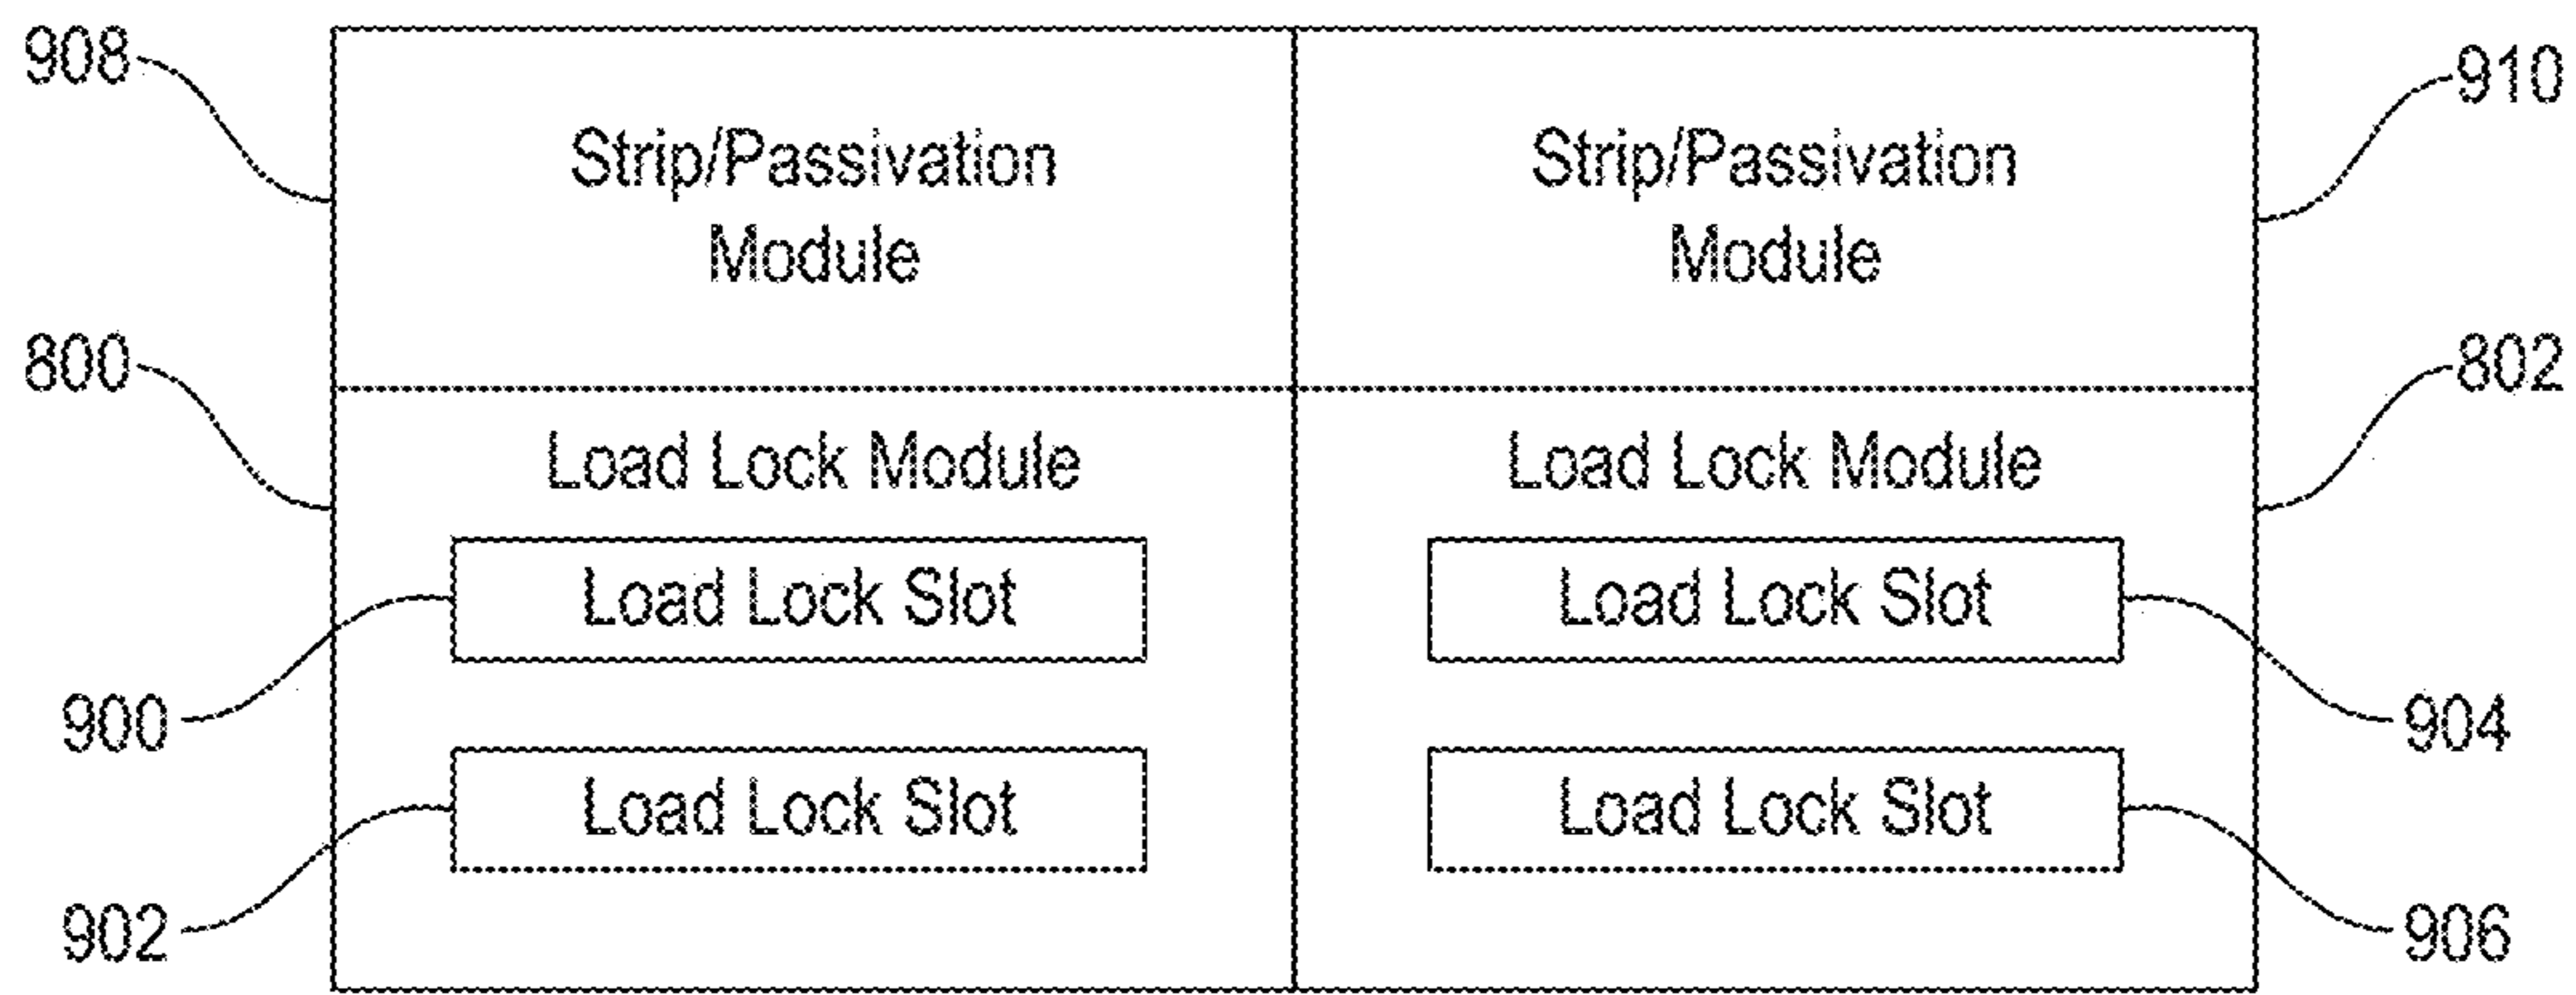 908
910
Strip/Passivation
Module
Strip/Passivation
Module
800
802
Load Lock Module
Load Lock Module
Load Lock Slot
Load Lock Slot
900
904
Load Lock Slot
Load Lock Slot
902
906